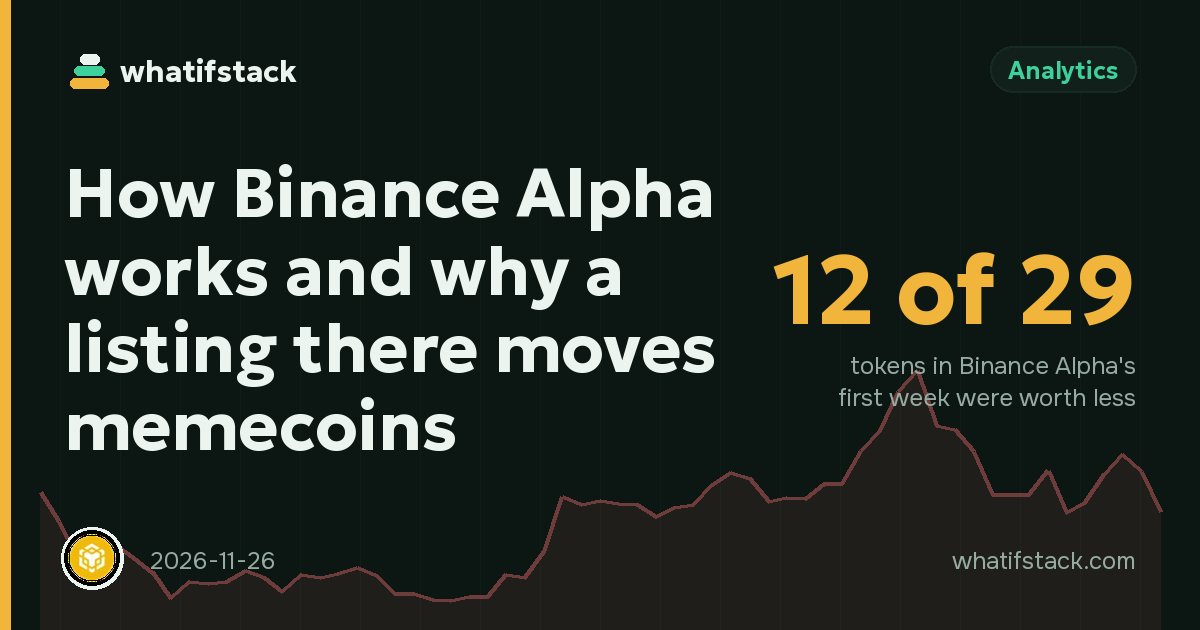 whatifstack
Analytics
How Binance Alpha
works and why a
listing there moves
memecoins
12 of 29
tokens in Binance Alpha's
first week were worth less
2026-11-26
whatifstack.com